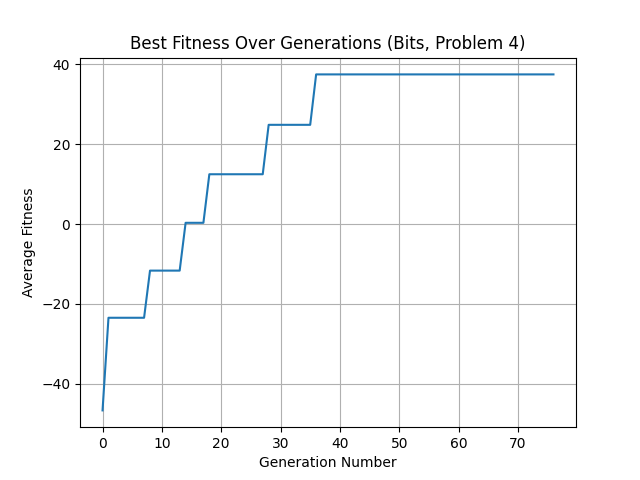 Best Fitness Over Generations (Bits, Problem 4)
40
20
0
−20
−40
Average Fitness
0 10 20 30 40 50 60 70
Generation Number